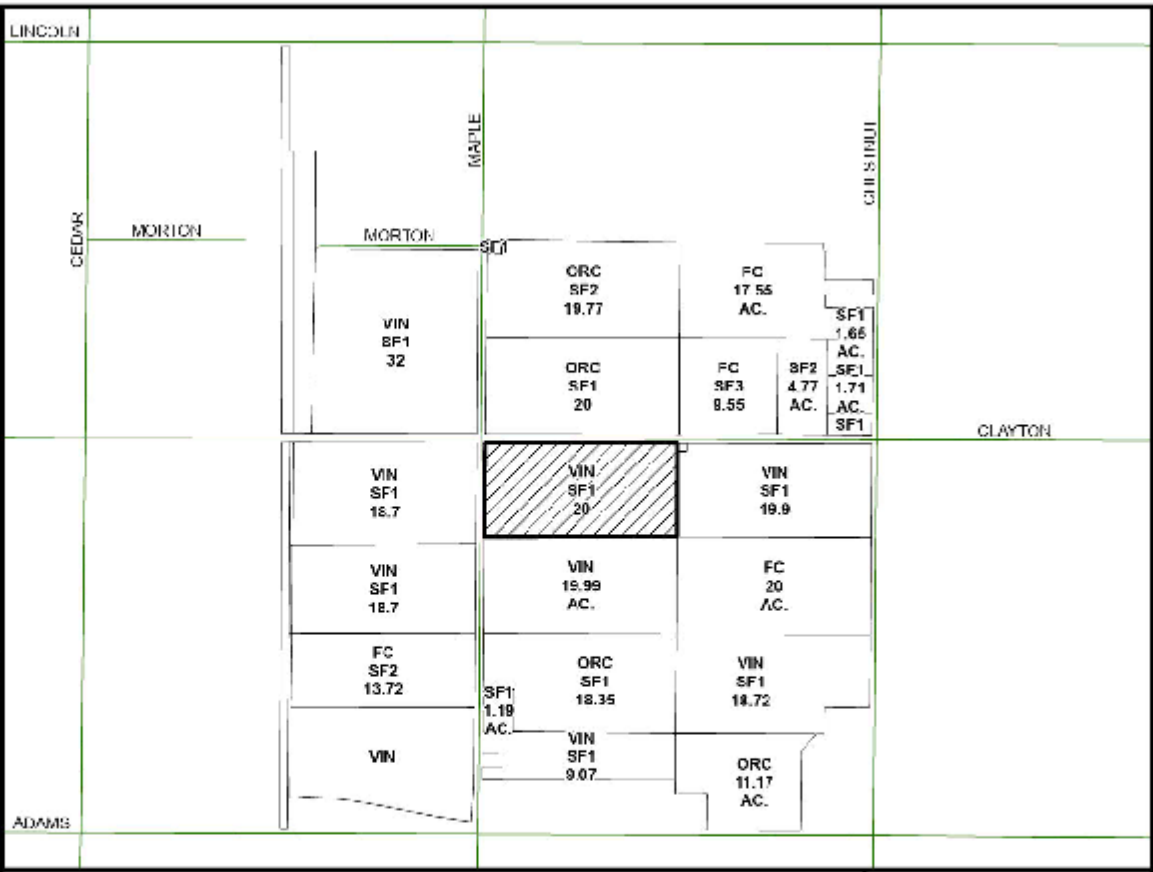 LINCOLN
MAPLE
CHESTNUT
CEDAR
MORTON
MORTON
SF1
ORC
SF2
19.77
FC
17.55
AC.
VIN
SF1
32
SF1
1.65
AC.
ORC
SF1
20
FC
SF3
9.55
SF2
4.77
AC.
SF1
1.71
AC.
SF1
CLAYTON
VIN
SF1
18.7
VIN
SF1
20
VIN
SF1
19.9
VIN
SF1
18.7
VIN
19.99
AC.
FC
20
AC.
FC
SF2
13.72
SF1
1.19
AC.
ORC
SF1
18.35
VIN
SF1
18.72
VIN
VIN
SF1
9.07
ORC
11.17
AC.
ADAMS